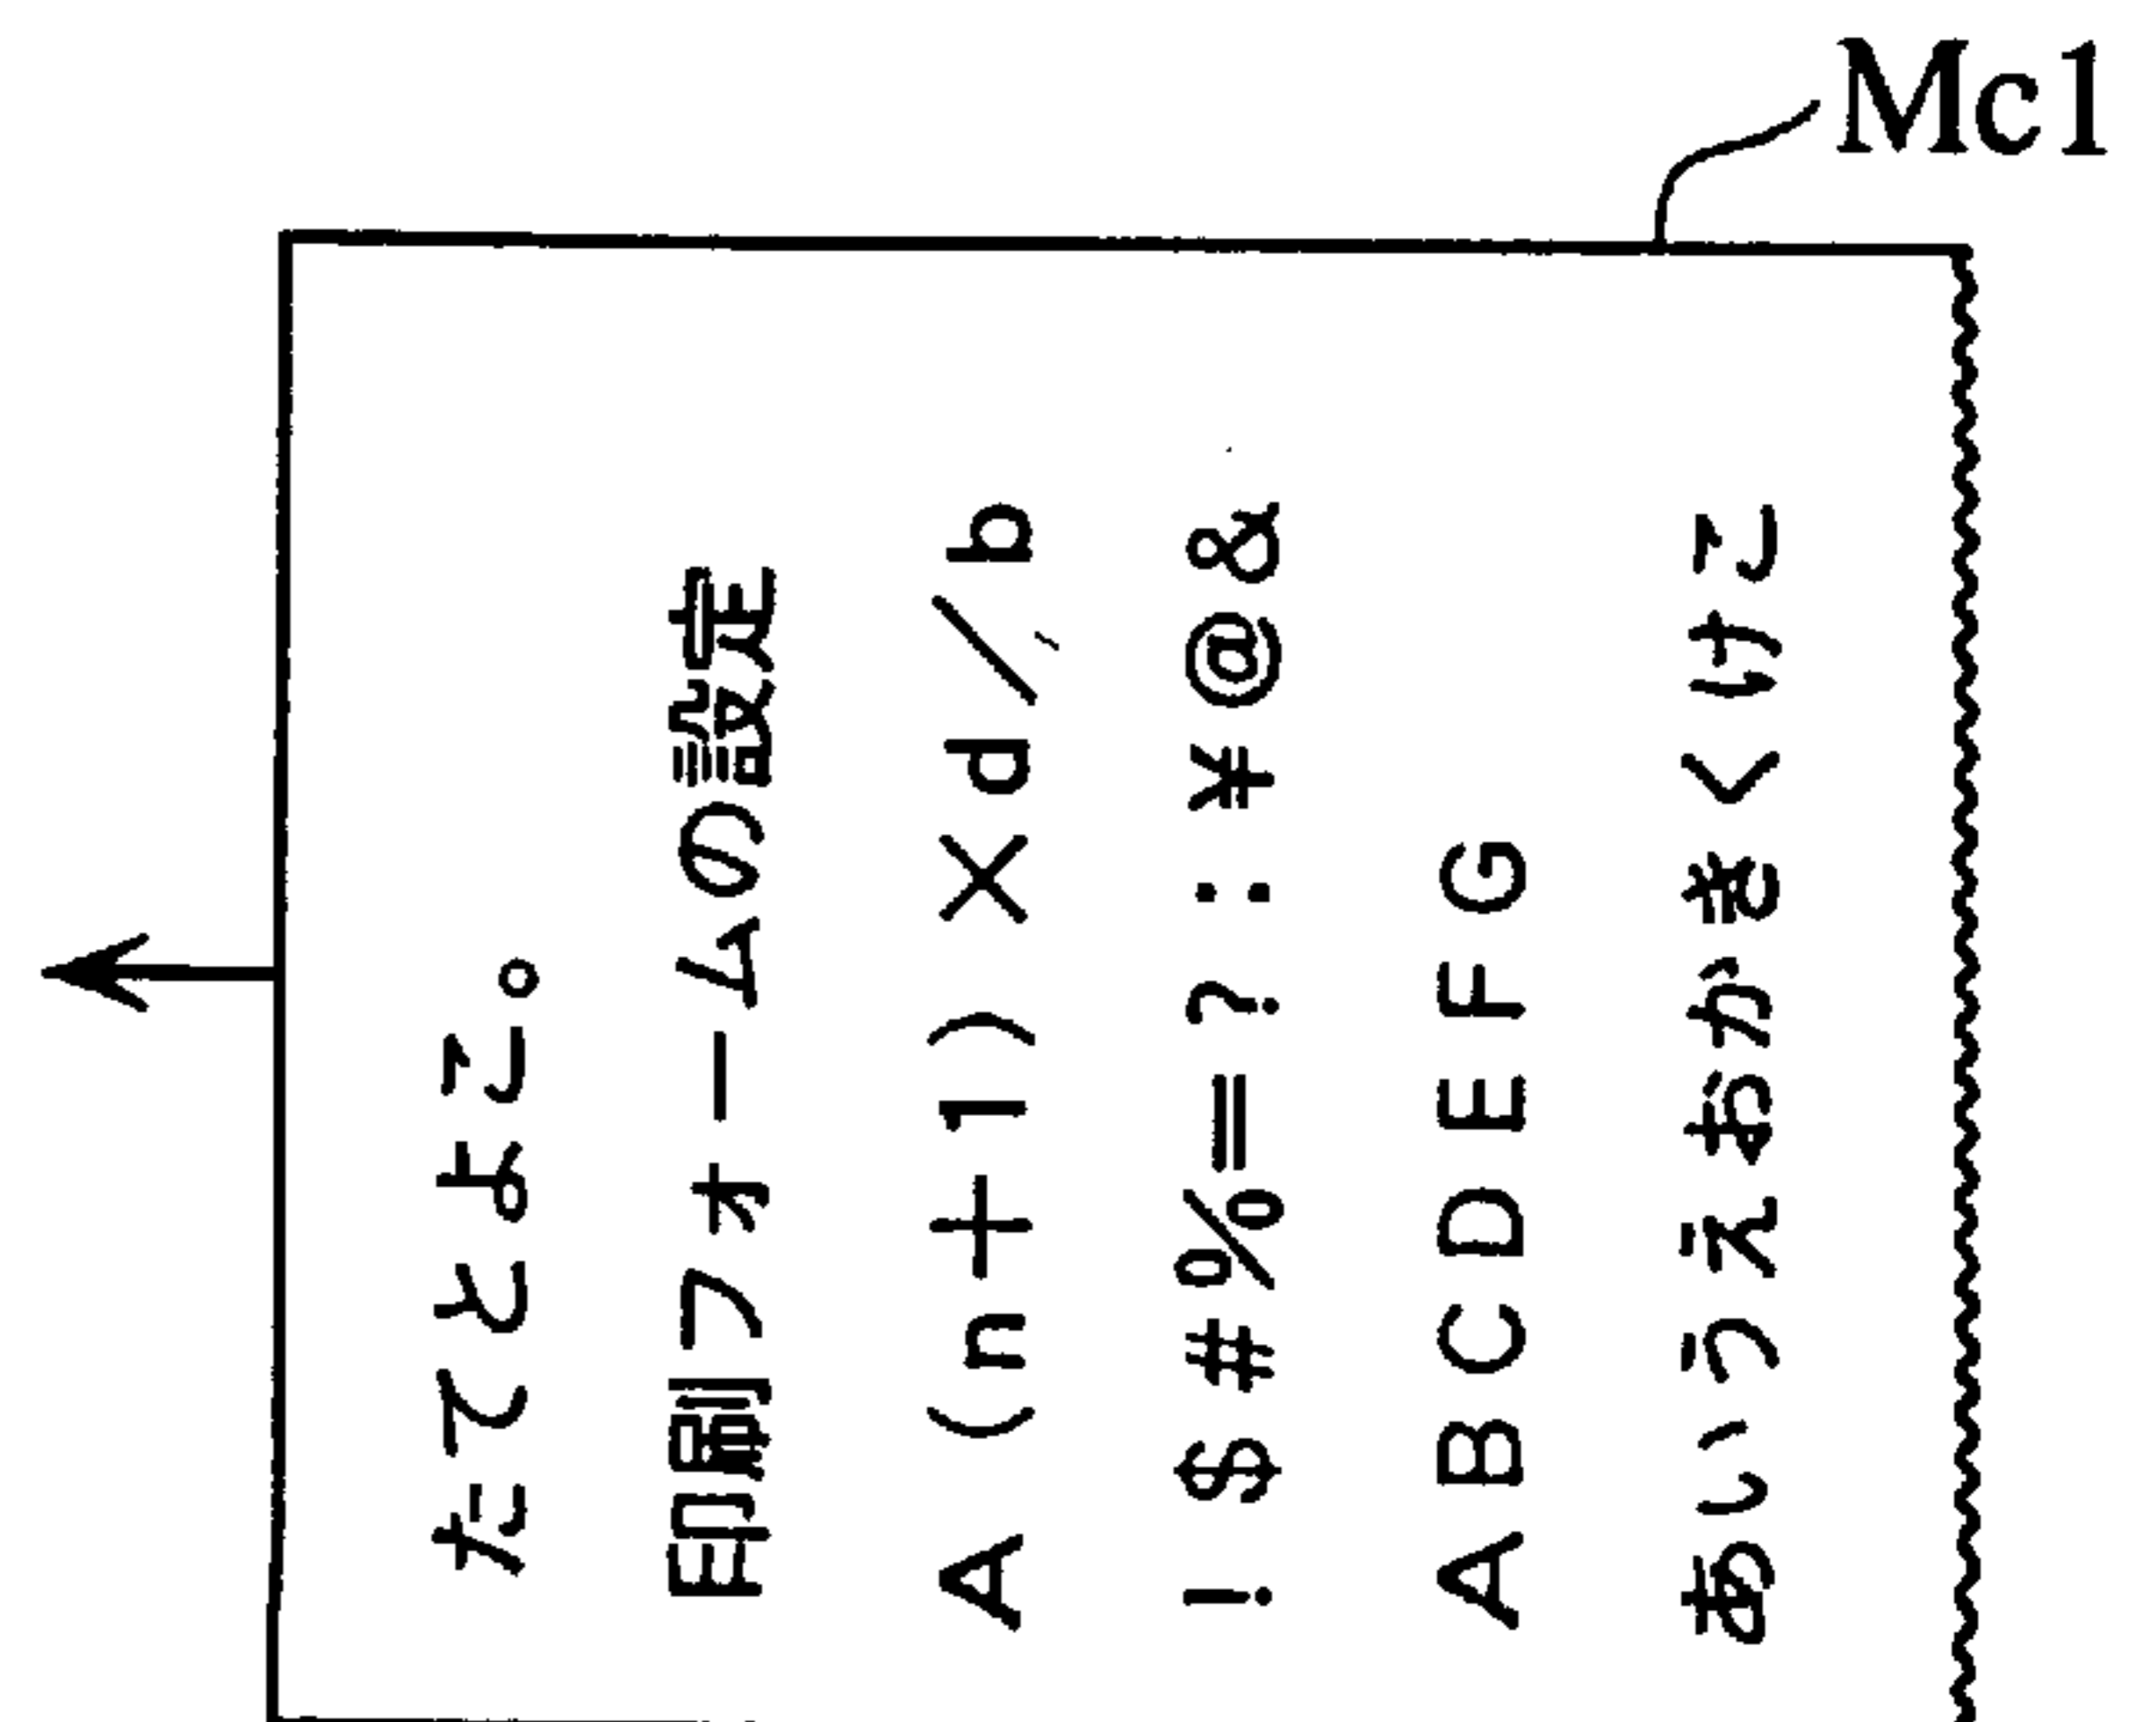 Mc1
たてとよこ。
印刷フォームの設定
A(n+1)×d/b
!$#%=?:¥@&
ABCDEFG
あいうえおがきくけこ